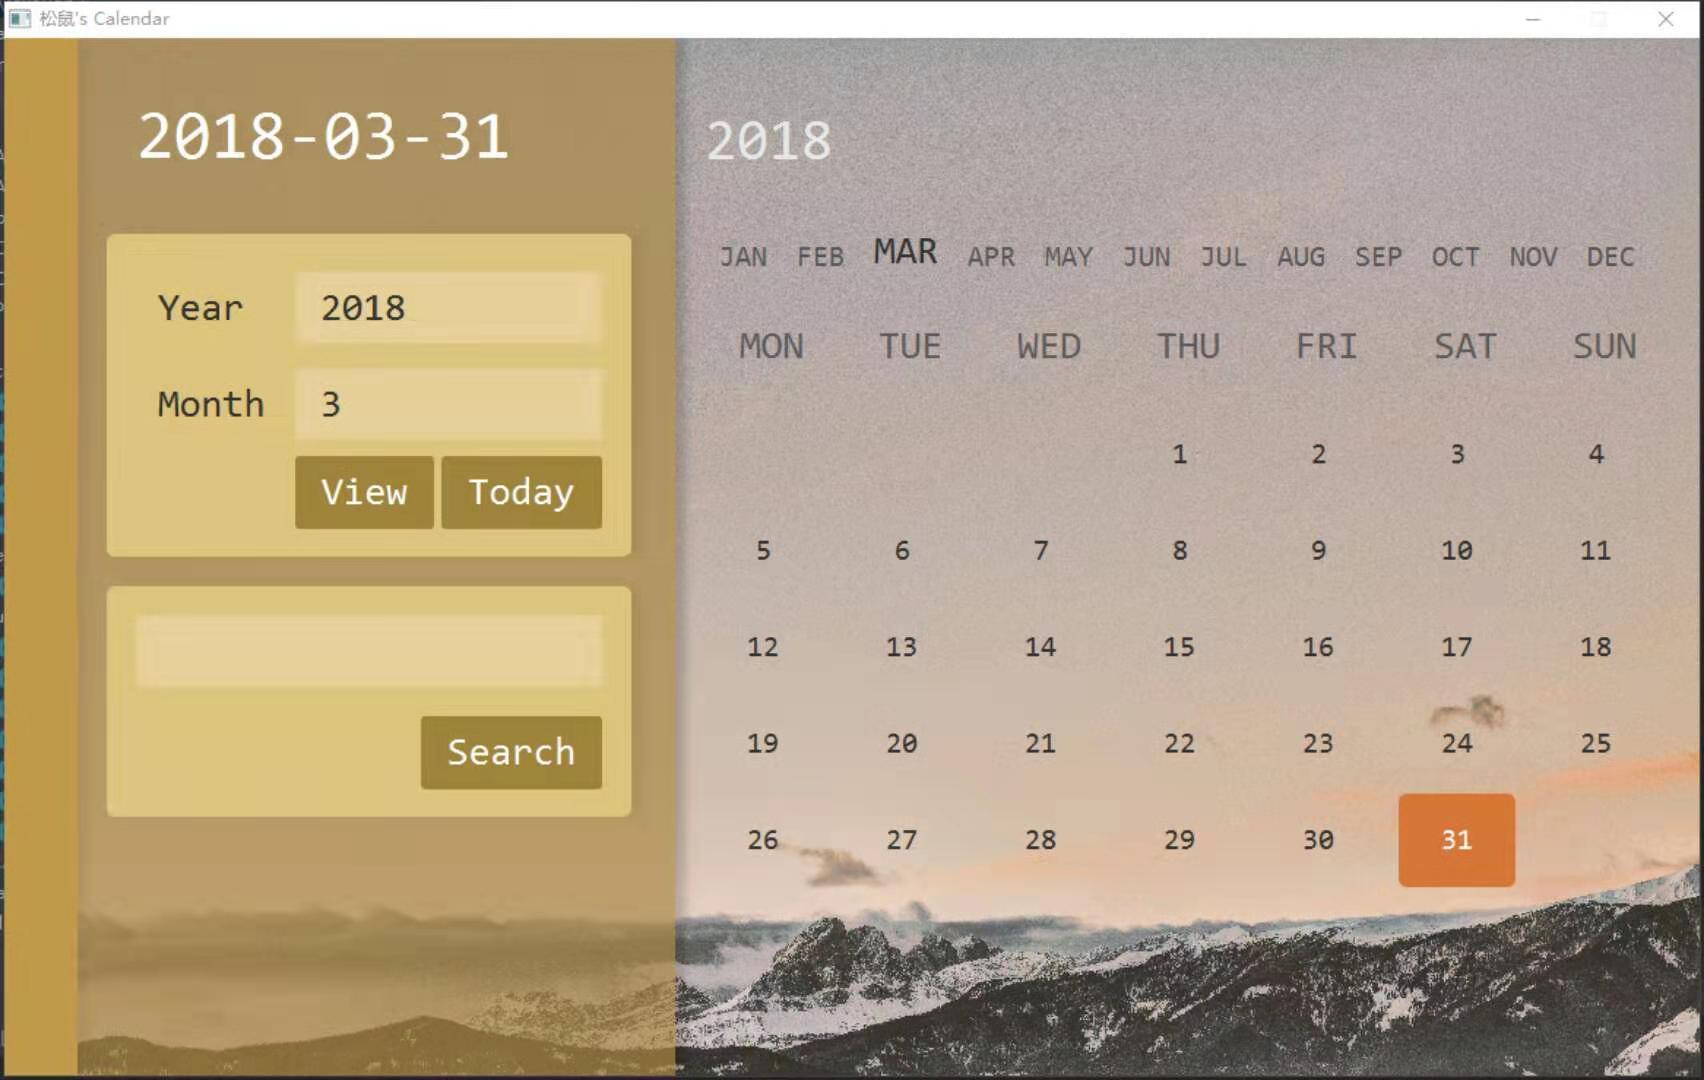 松鼠's Calendar
2018-03-31
Year 2018
Month 3
View Today
Search
2018
JAN FEB MAR APR MAY JUN JUL AUG SEP OCT NOV DEC
MON TUE WED THU FRI SAT SUN
1 2 3 4
5 6 7 8 9 10 11
12 13 14 15 16 17 18
19 20 21 22 23 24 25
26 27 28 29 30 31